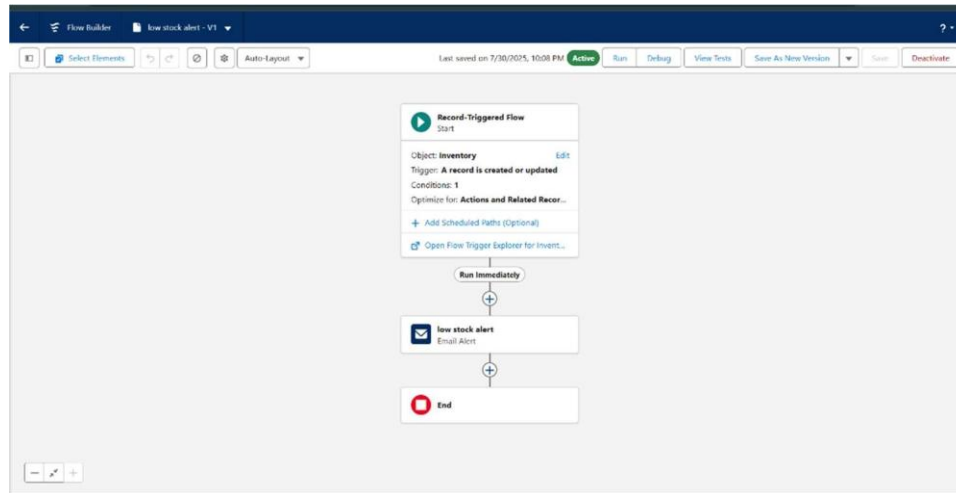 Flow Builder
low stock alert - V1
?
Select Elements
Auto-Layout
Last saved on 7/30/2025, 10:08 PM
Active
Run
Debug
View Tests
Save As New Version
Save
Deactivate
Record-Triggered Flow
Start
Object: Inventory
Edit
Trigger: A record is created or updated
Conditions: 1
Optimize for: Actions and Related Recor...
+ Add Scheduled Paths (Optional)
Open Flow Trigger Explorer for Invent...
Run Immediately
low stock alert
Email Alert
End